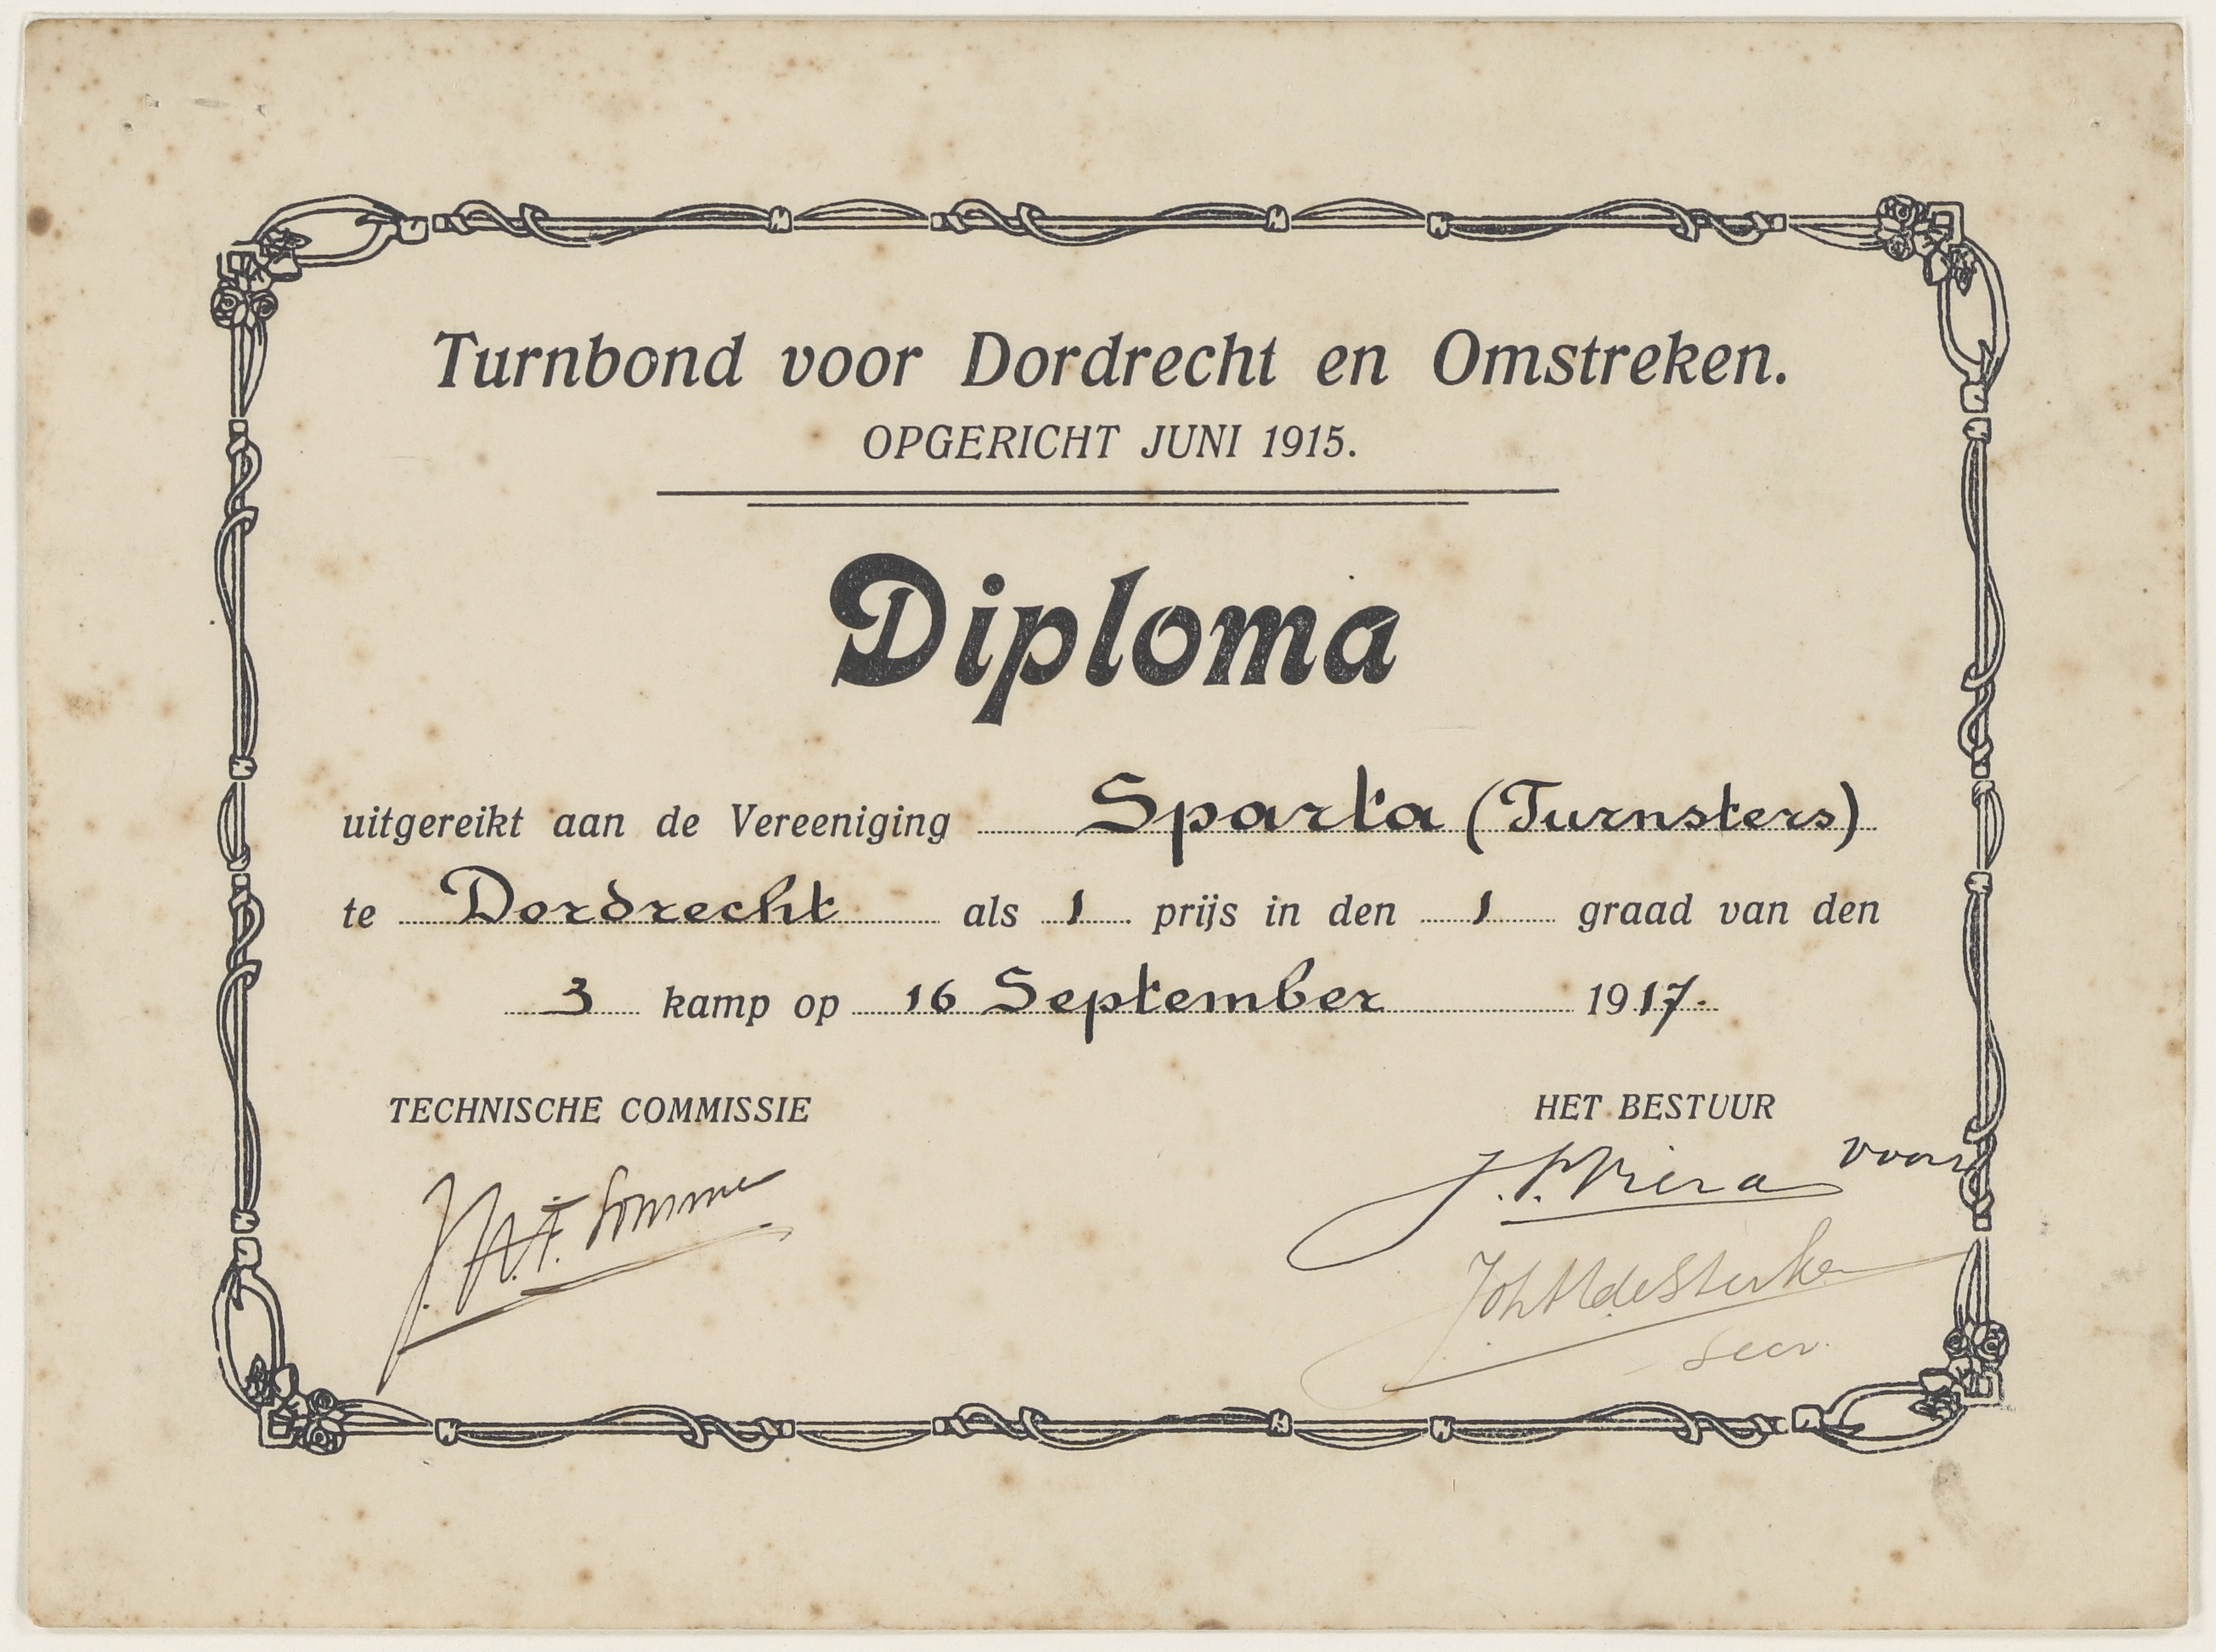 Turnbond voor Dordrecht en Omstreken.
OPGERICHT JUNI 1915.
Diploma
uitgereikt aan de Vereeniging Sparta (Turnsters)
te Dordrecht als 1 prijs in den 1 graad van den
3 kamp op 16 September 1917.
TECHNISCHE COMMISSIE
HET BESTUUR
voorz
Secr.